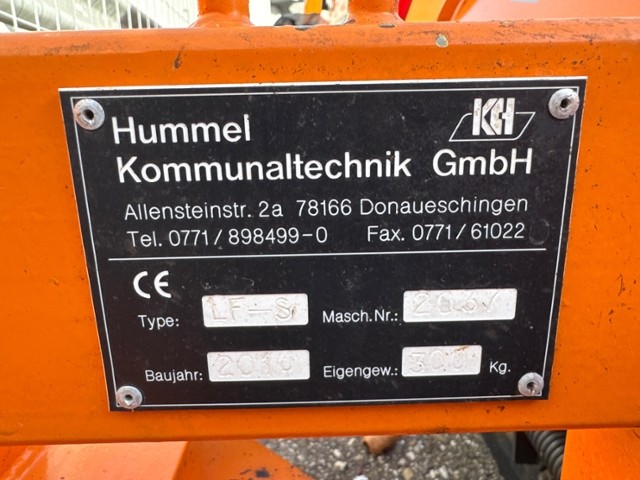 Hummel KH
Kommunaltechnik GmbH
Allensteinstr. 2a 78166 Donaueschingen
Tel. 0771/898499-0 Fax. 0771/61022
CE
Type: LF-S Masch.Nr.:
Baujahr: 2010 Eigengew.: 300 Kg.